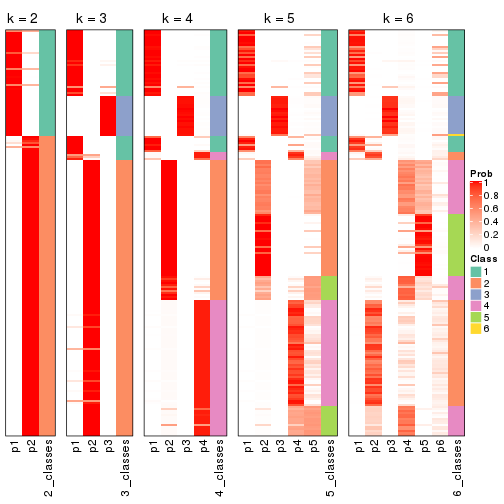 k = 2
k = 3
k = 4
k = 5
k = 6
Prob
1
0.8
0.6
0.4
0.2
0
Class
1
2
3
4
5
6
p1
p2
2_classes
p1
p2
p3
3_classes
p1
p2
p3
p4
4_classes
p1
p2
p3
p4
p5
5_classes
p1
p2
p3
p4
p5
p6
6_classes